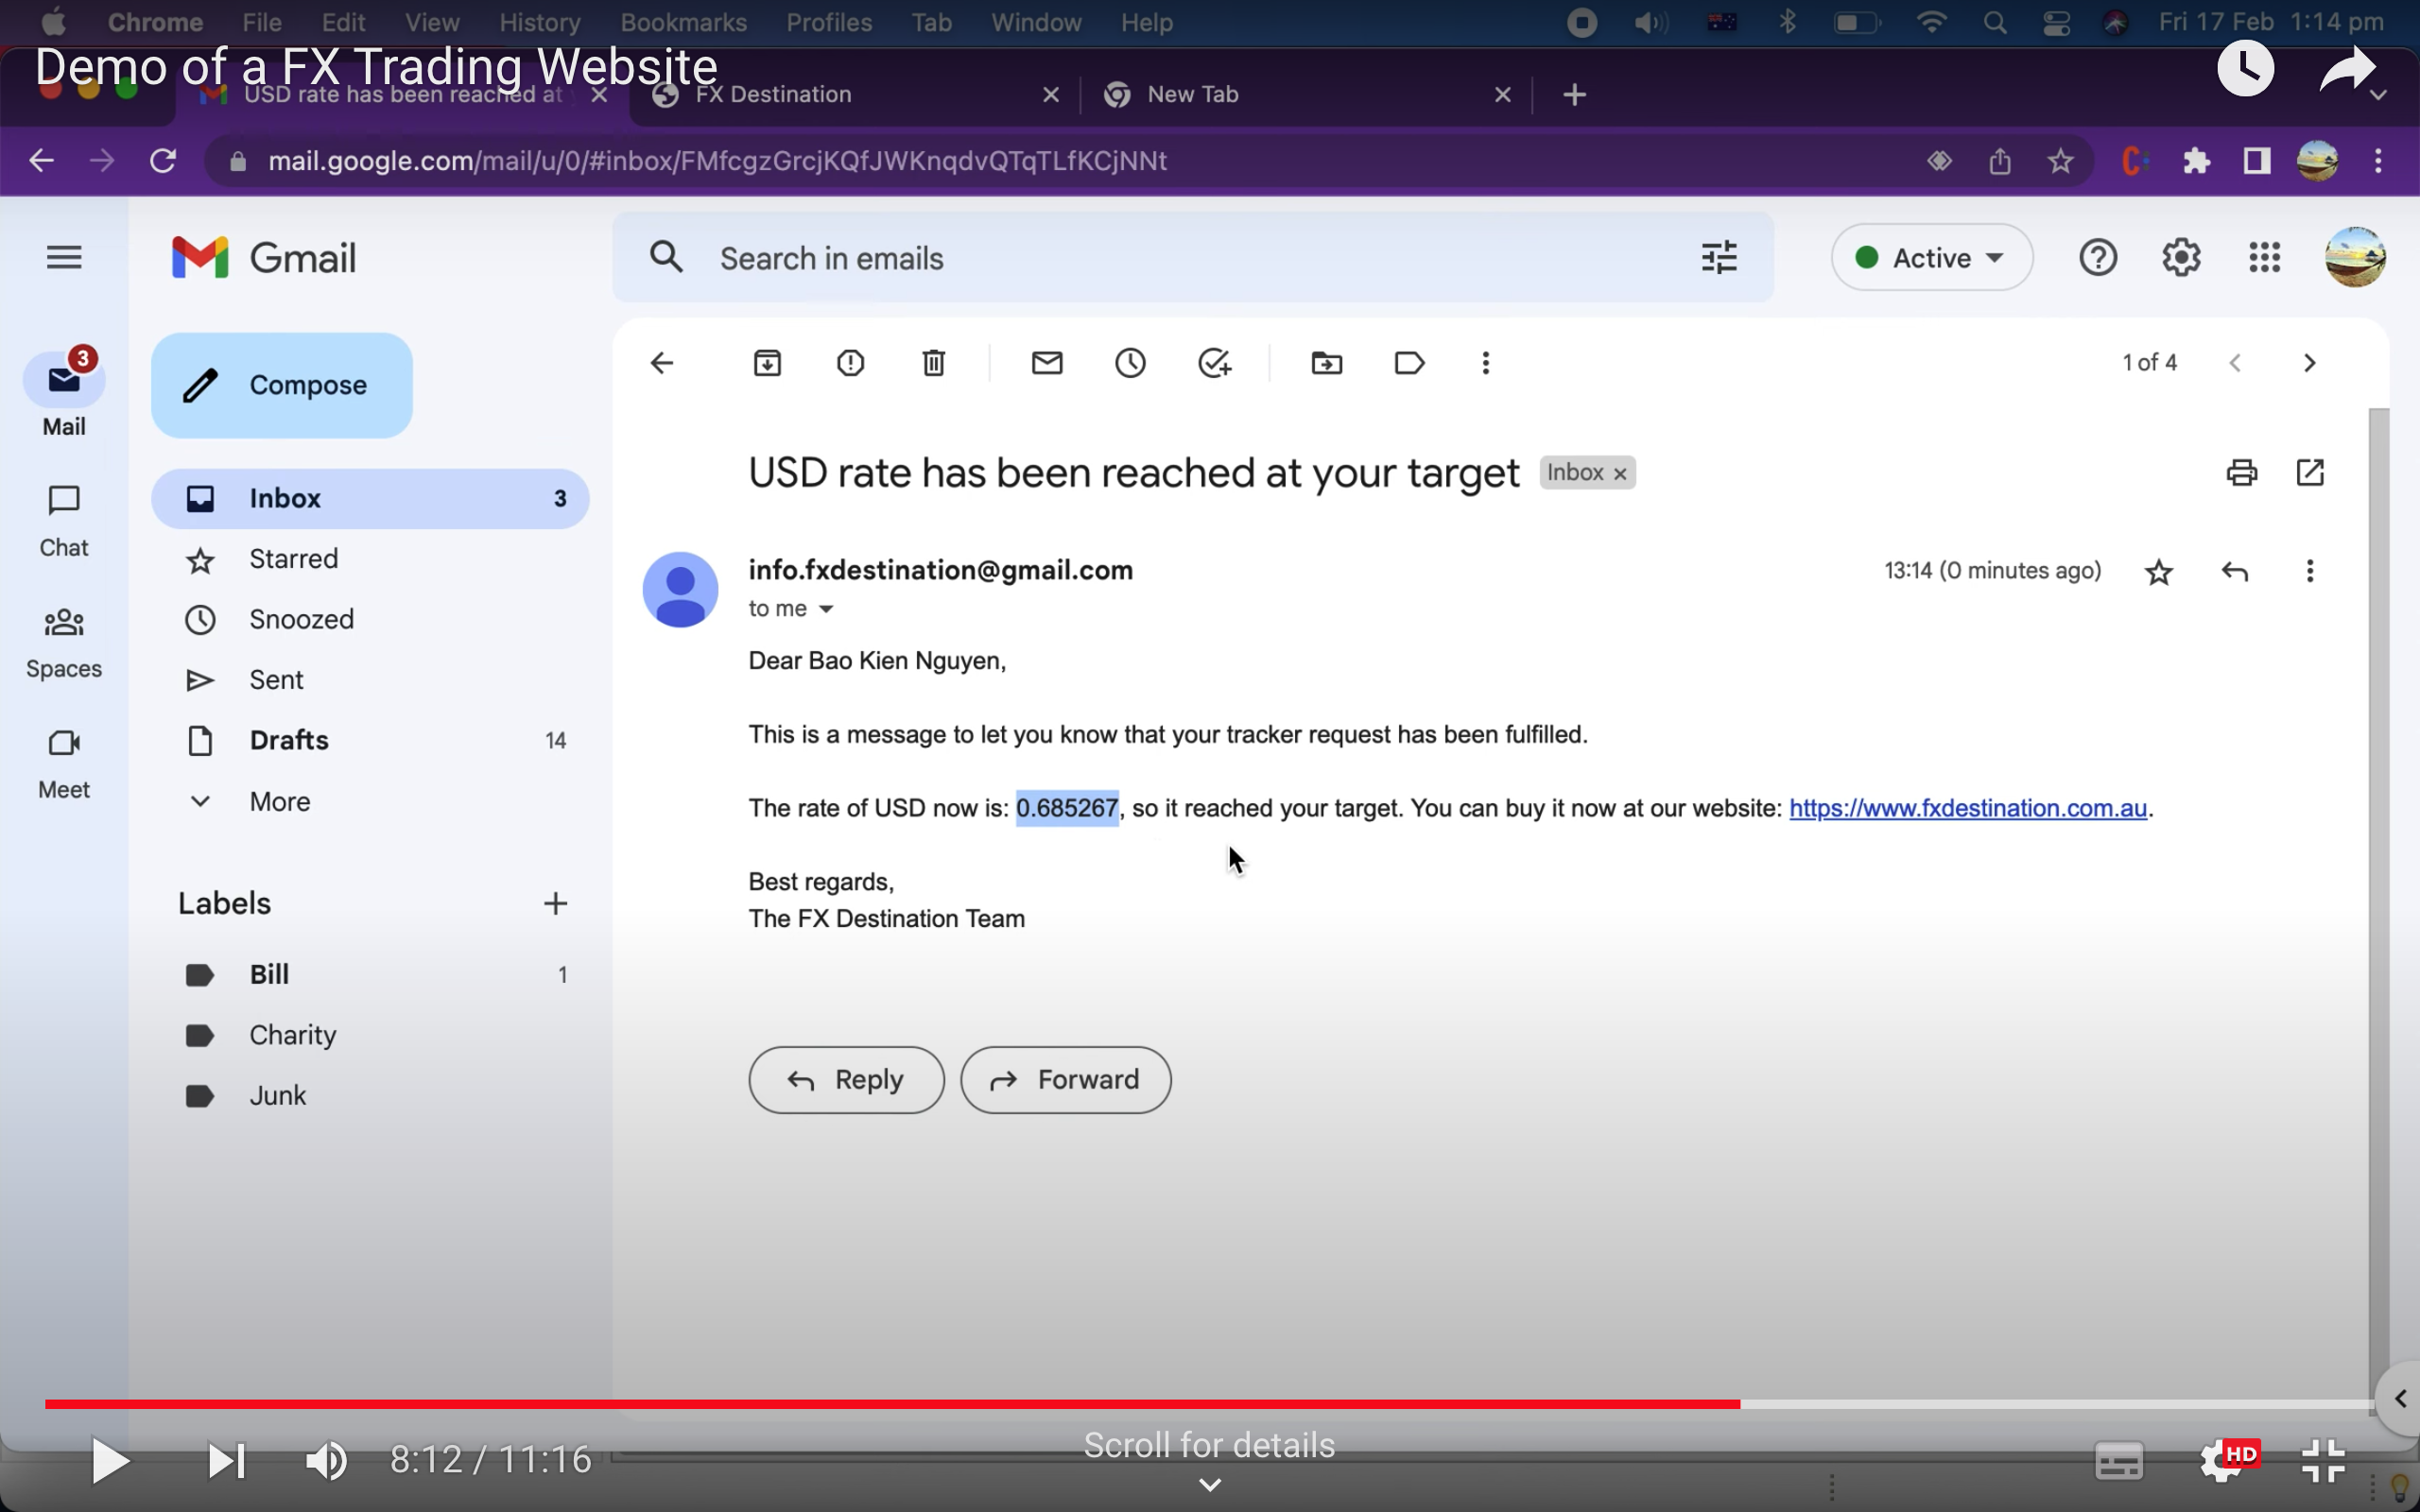 Chrome File Edit View History Bookmarks Profiles Tab Window Help Fri 17 Feb 1:14 pm
Demo of a FX Trading Website
USD rate has been reached at FX Destination New Tab
mail.google.com/mail/u/0/#inbox/FMfcgzGrcjKQfJWKnqdvQTqTLfKCjNNt
Gmail Search in emails Active
3
Mail
Compose
1 of 4
USD rate has been reached at your target Inbox ×
Inbox 3
Chat
Starred
info.fxdestination@gmail.com 13:14 (0 minutes ago)
to me
Snoozed
Spaces
Sent
Dear Bao Kien Nguyen,
Drafts 14
This is a message to let you know that your tracker request has been fulfilled.
Meet
More
The rate of USD now is: 0.685267, so it reached your target. You can buy it now at our website: https://www.fxdestination.com.au.
Best regards,
The FX Destination Team
Labels +
Bill 1
Charity
Junk
Reply Forward
8:12 / 11:16
Scroll for details
HD